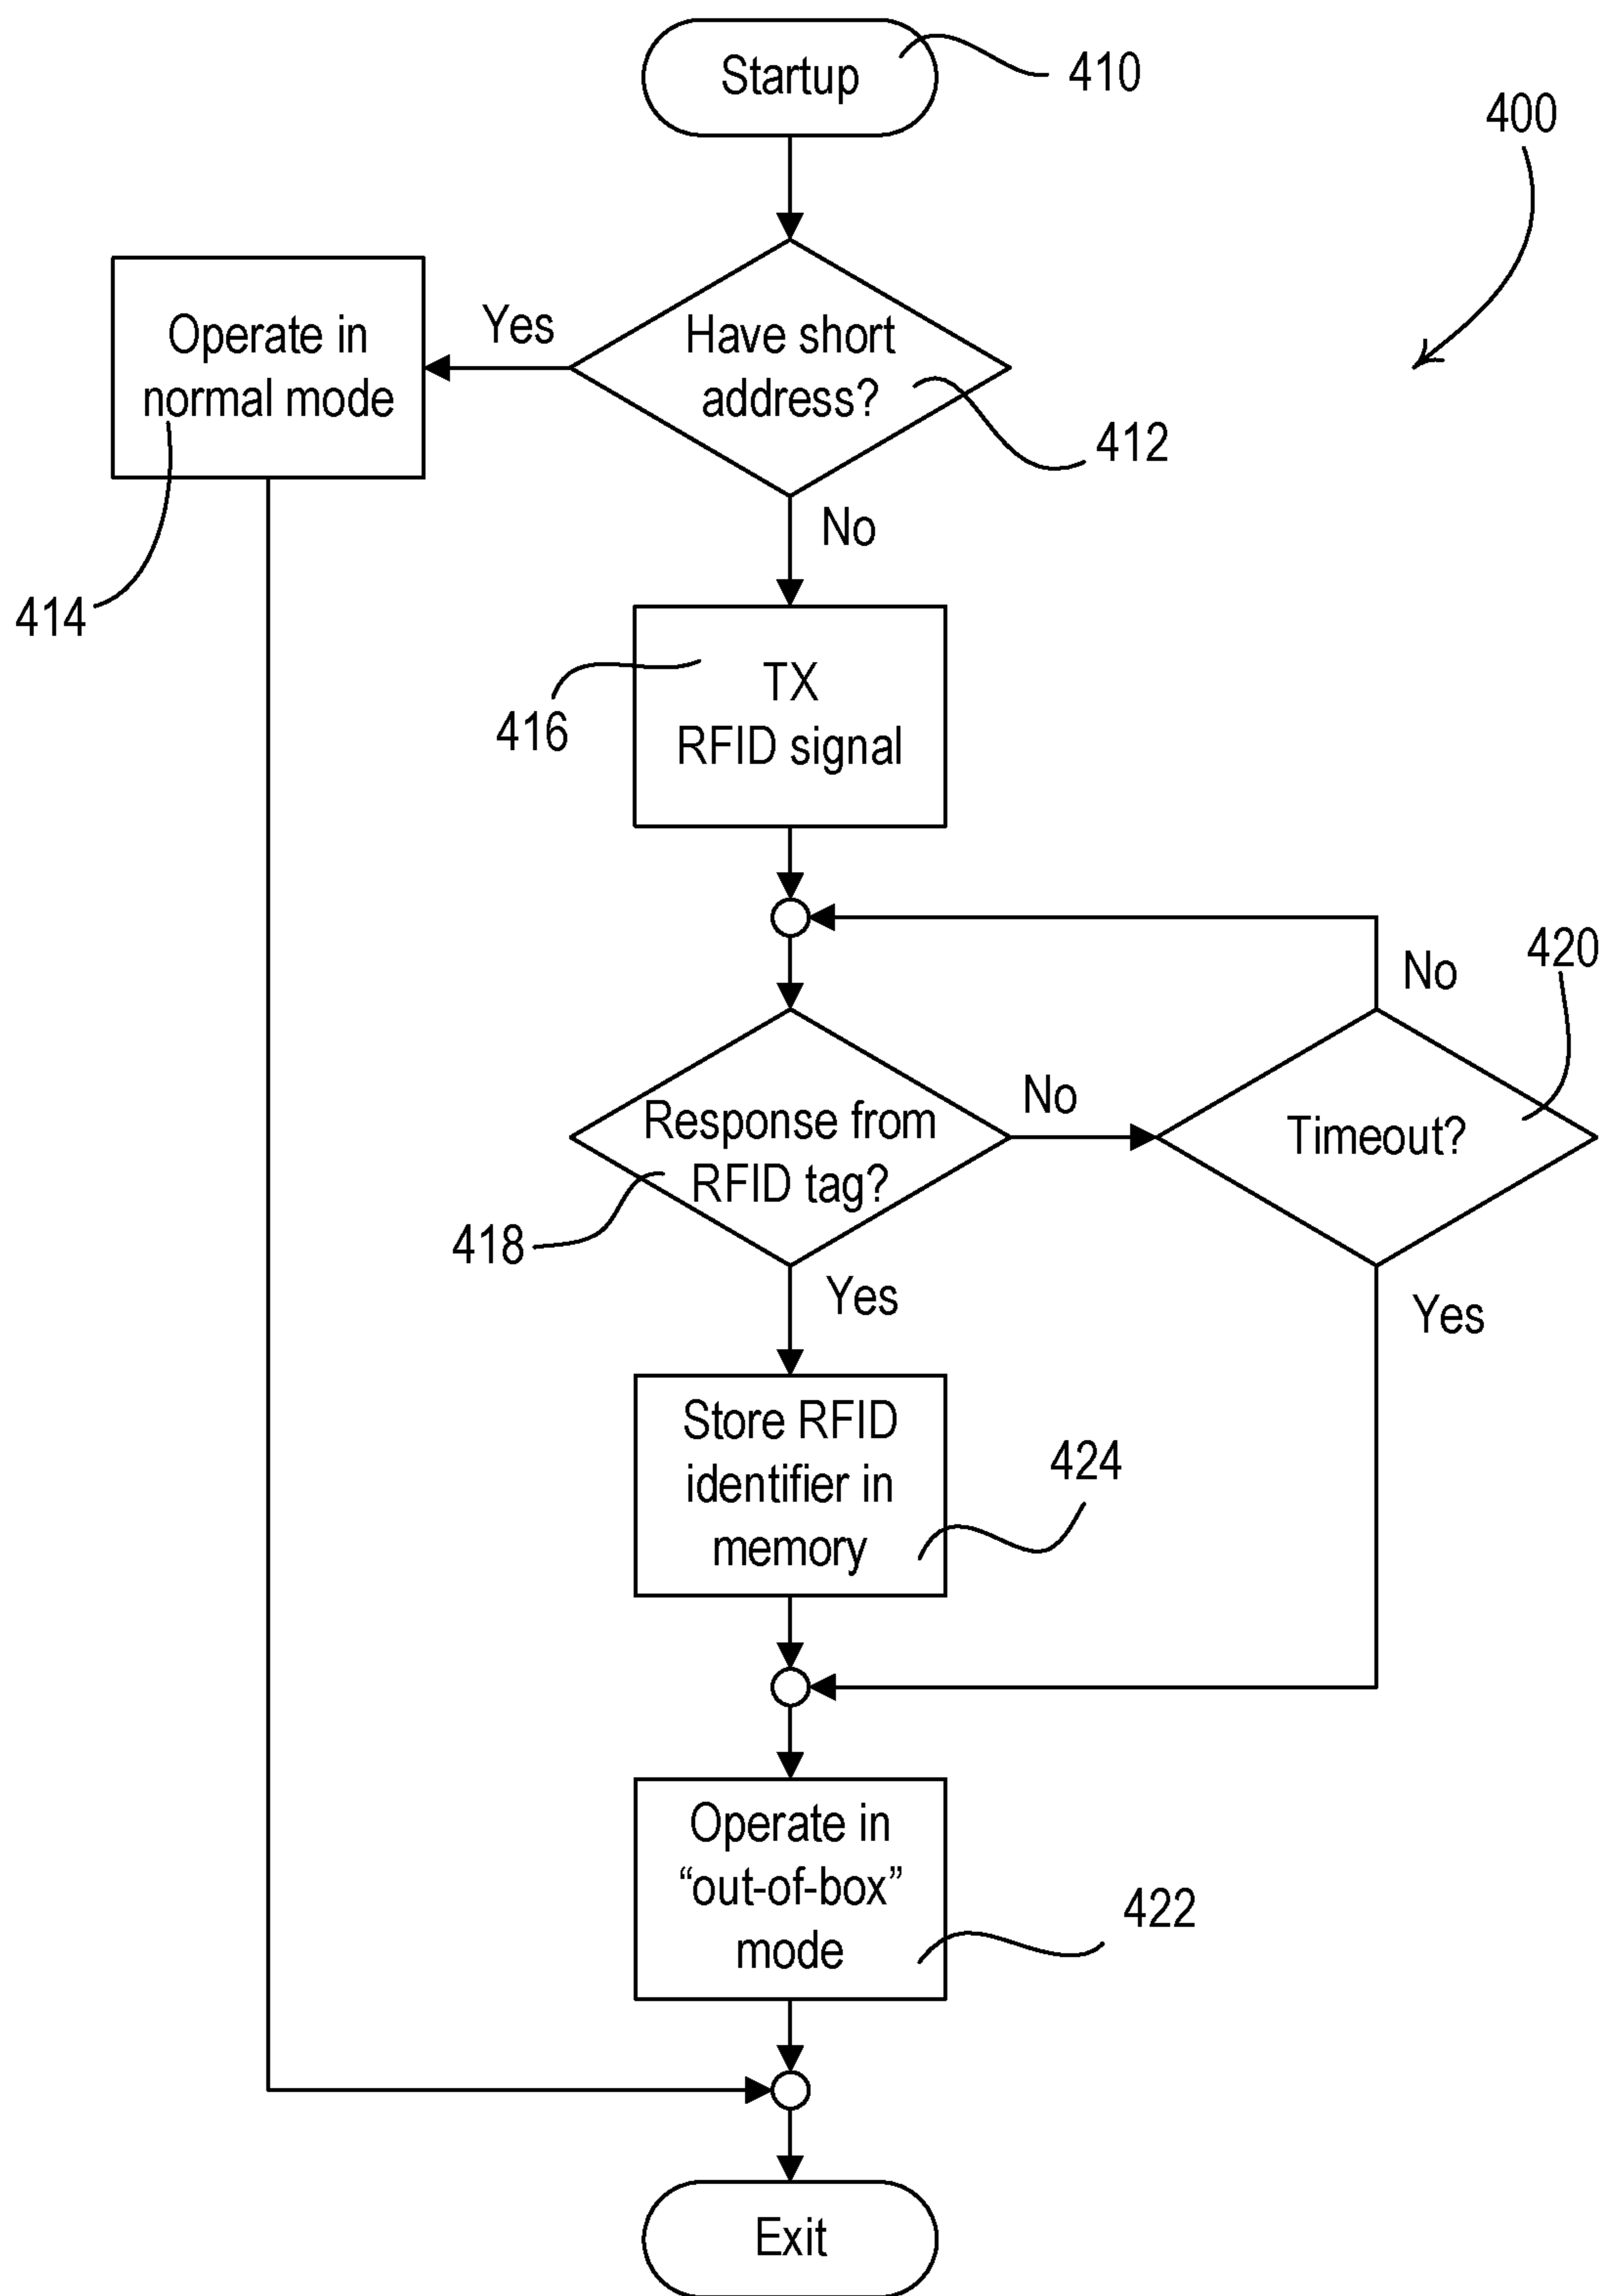 Startup
410
400
Operate in
normal mode
Yes
Have short
address?
412
No
414
TX
RFID signal
416
No
420
Response from
RFID tag?
No
Timeout?
418
Yes
Yes
Store RFID
identifier in
memory
424
Operate in
“out-of-box”
mode
422
Exit